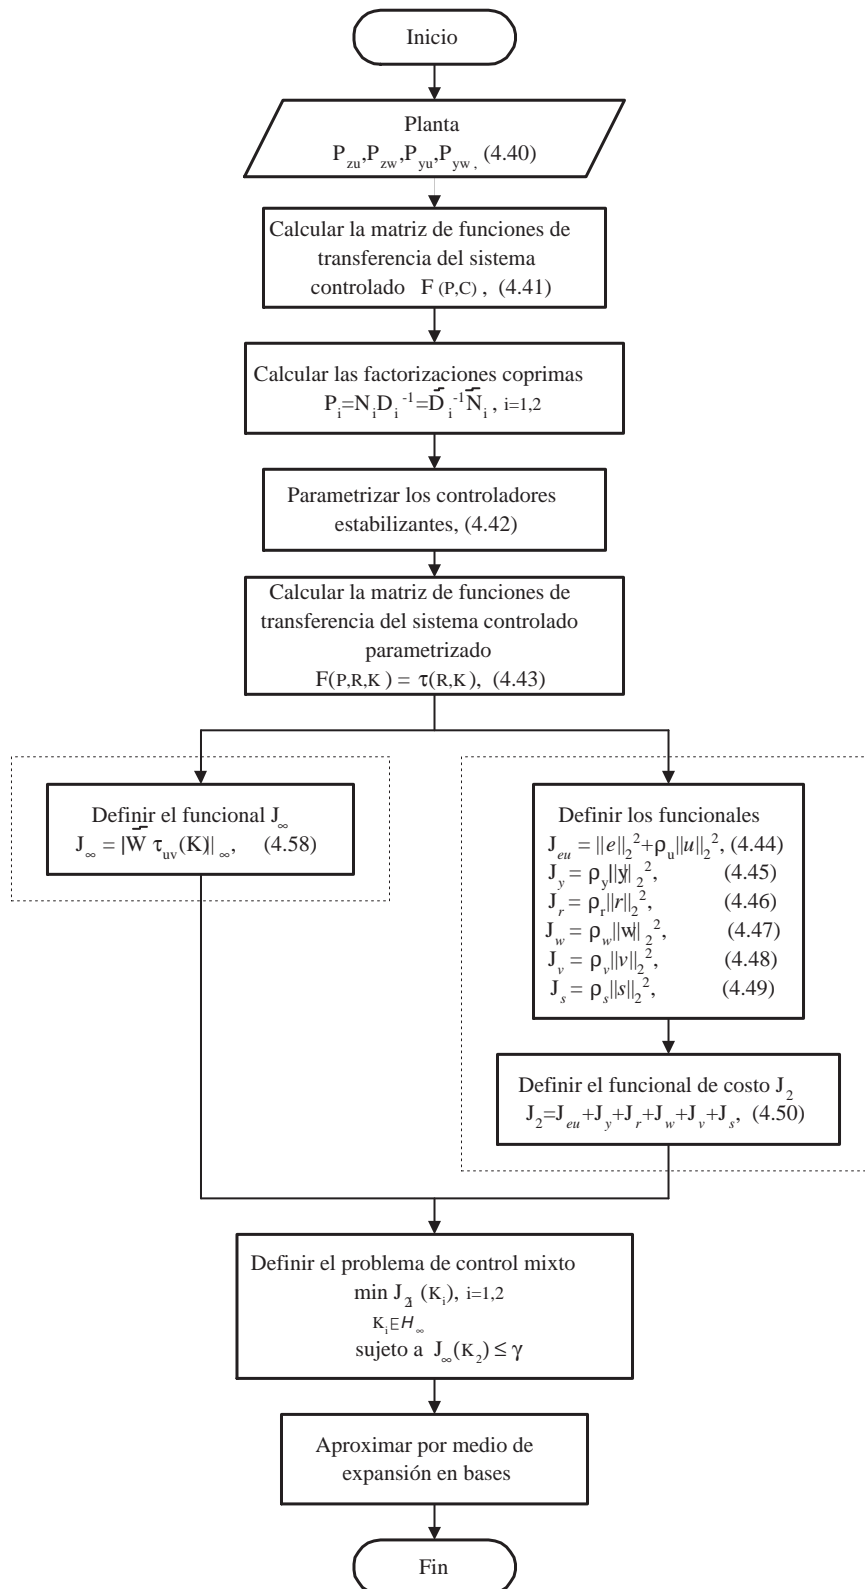 Inicio
Planta
P_zu,P_zw,P_yu,P_yw, (4.40)
Calcular la matriz de funciones de
transferencia del sistema
controlado F (P,C) , (4.41)
Calcular las factorizaciones coprimas
P_i=N_iD_i^-1=D̄_i^-1N̄_i , i=1,2
Parametrizar los controladores
estabilizantes, (4.42)
Calcular la matriz de funciones de
transferencia del sistema controlado
parametrizado
F(P,R,K ) = τ(R,K), (4.43)
Definir el funcional J_∞
J_∞ = |W̄ τ_uv(K)||_∞, (4.58)
Definir los funcionales
J_eu = ||e||_2^2+ρ_u||u||_2^2, (4.44)
J_y = ρ_y||y||_2^2, (4.45)
J_r = ρ_r||r||_2^2, (4.46)
J_w = ρ_w||w||_2^2, (4.47)
J_v = ρ_v||v||_2^2, (4.48)
J_s = ρ_s||s||_2^2, (4.49)
Definir el funcional de costo J_2
J_2=J_eu+J_y+J_r+J_w+J_v+J_s, (4.50)
Definir el problema de control mixto
min J_2i (K_i), i=1,2
K_i E H_∞
sujeto a J_∞(K_2) ≤ γ
Aproximar por medio de
expansión en bases
Fin